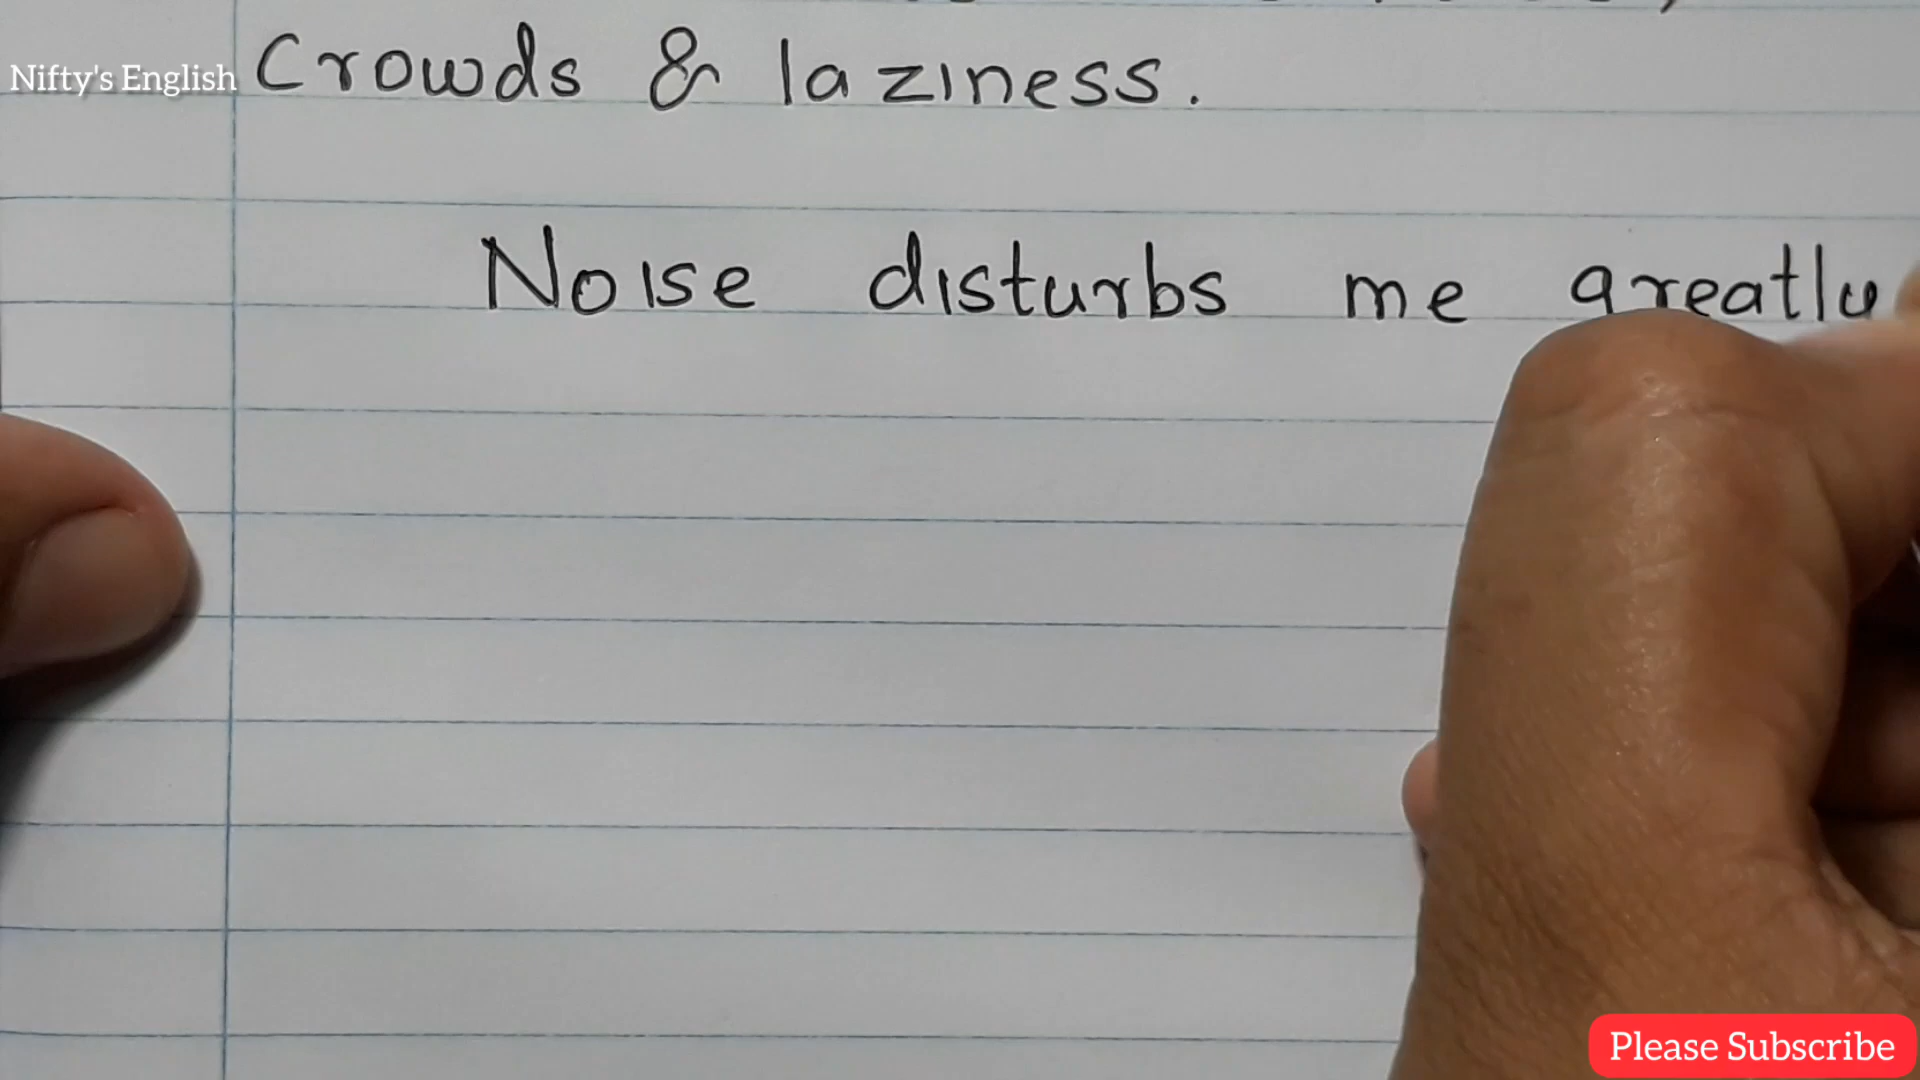 Nifty's English
Crowds & laziness.
Noise disturbs me greatly
Please Subscribe